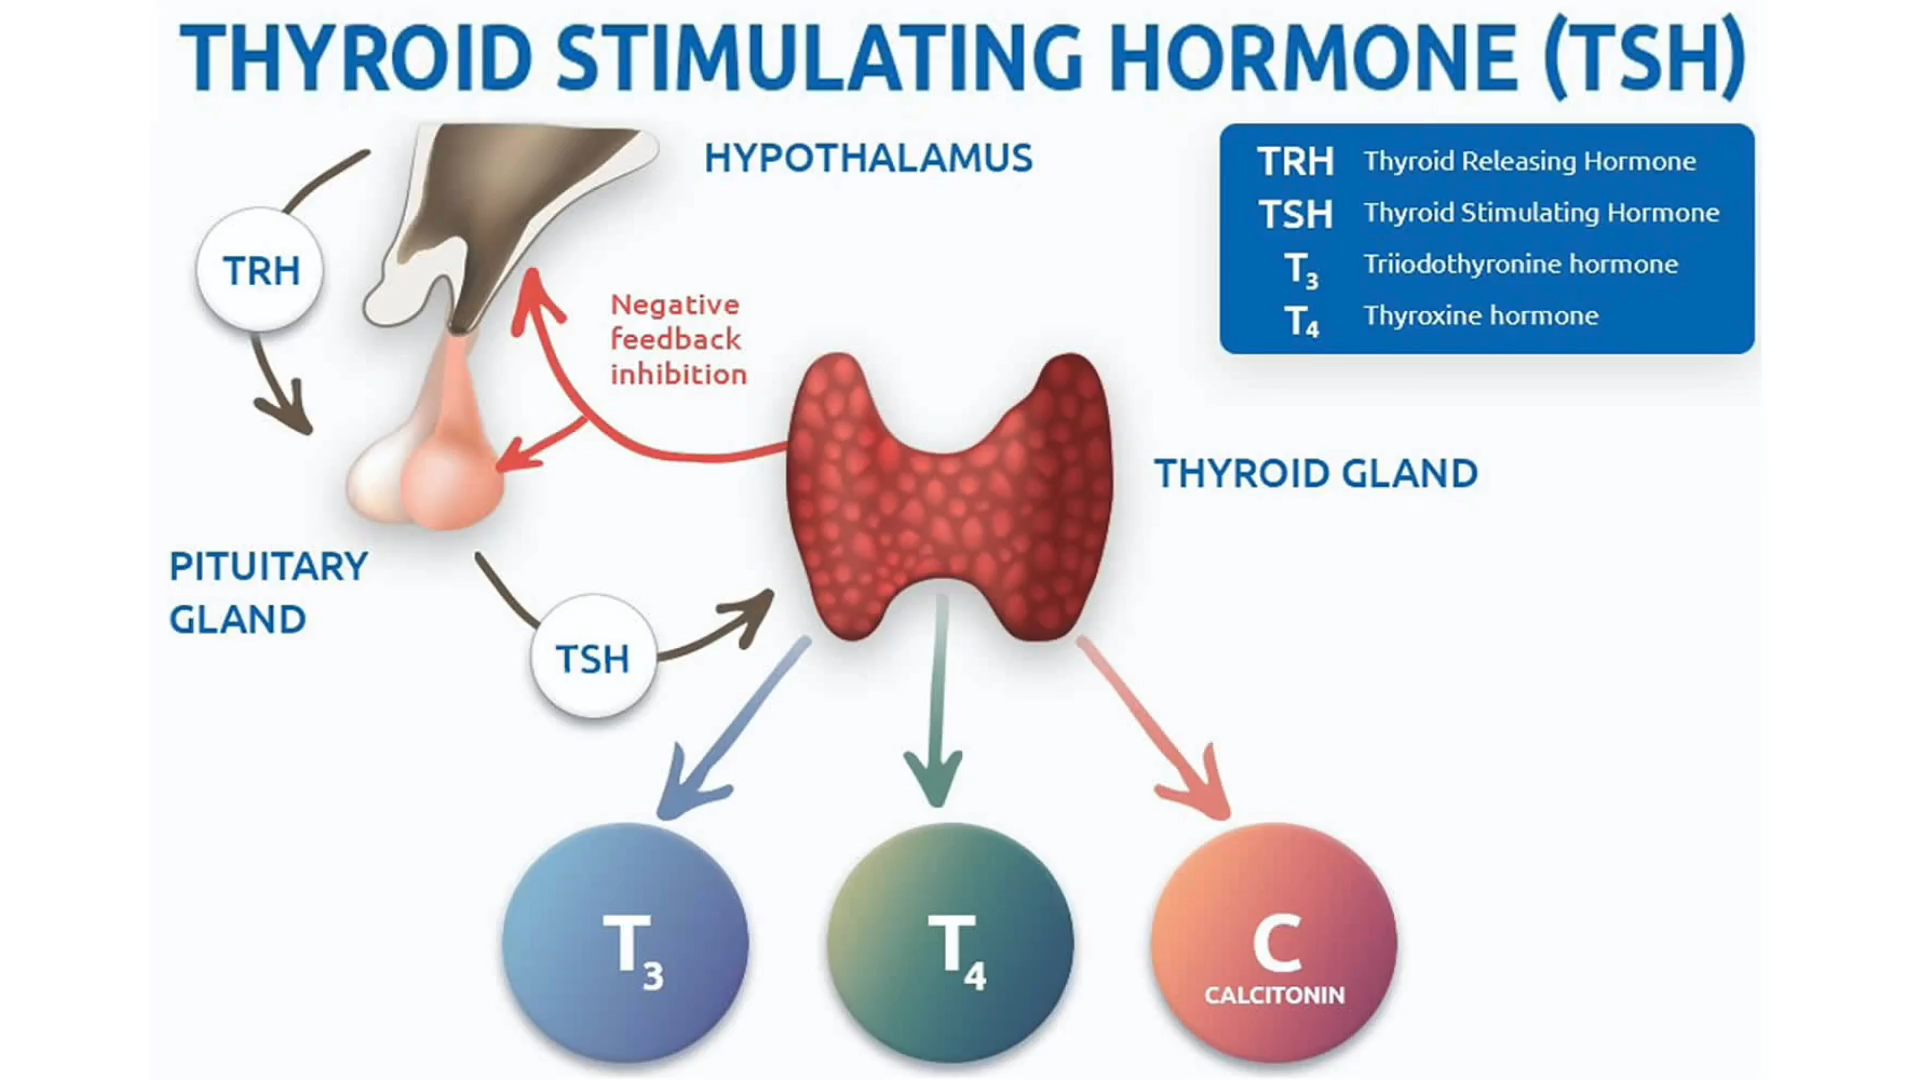 THYROID STIMULATING HORMONE (TSH)
HYPOTHALAMUS
TRH Thyroid Releasing Hormone
TSH Thyroid Stimulating Hormone
T3 Triiodothyronine hormone
T4 Thyroxine hormone
TRH
Negative
feedback
inhibition
THYROID GLAND
PITUITARY
GLAND
TSH
T3
T4
C
CALCITONIN